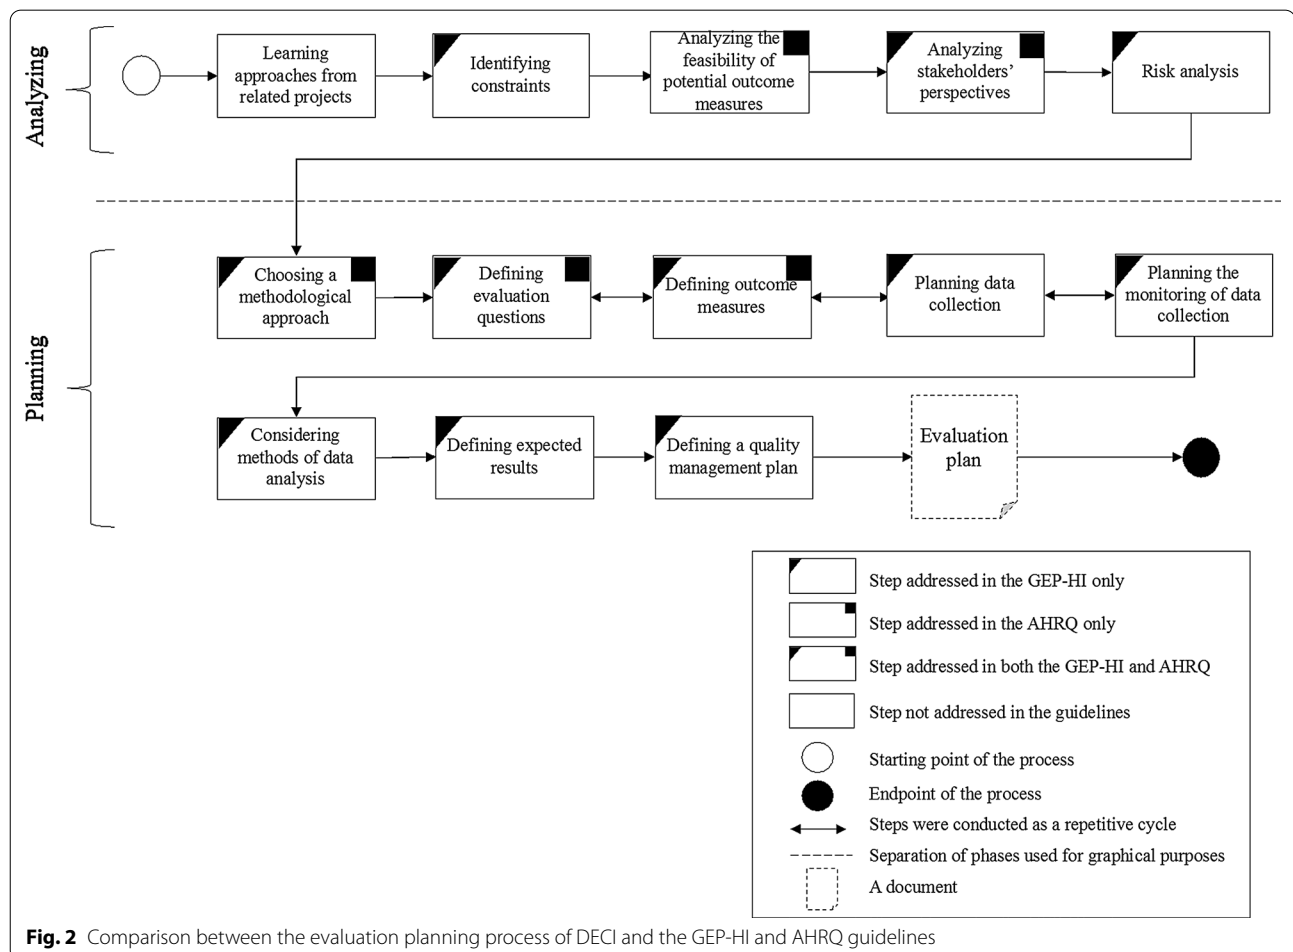 Analyzing
Learning
approaches from
related projects
Identifying
constraints
Analyzing the
feasibility of
potential outcome
measures
Analyzing
stakeholders'
perspectives
Risk analysis
Planning
Choosing a
methodological
approach
Defining
evaluation
questions
Defining outcome
measures
Planning data
collection
Planning the
monitoring of data
collection
Considering
methods of data
analysis
Defining expected
results
Defining a quality
management plan
Evaluation
plan
Step addressed in the GEP-HI only
Step addressed in the AHRQ only
Step addressed in both the GEP-HI and AHRQ
Step not addressed in the guidelines
Starting point of the process
Endpoint of the process
Steps were conducted as a repetitive cycle
Separation of phases used for graphical purposes
A document
Fig. 2 Comparison between the evaluation planning process of DECI and the GEP-HI and AHRQ guidelines